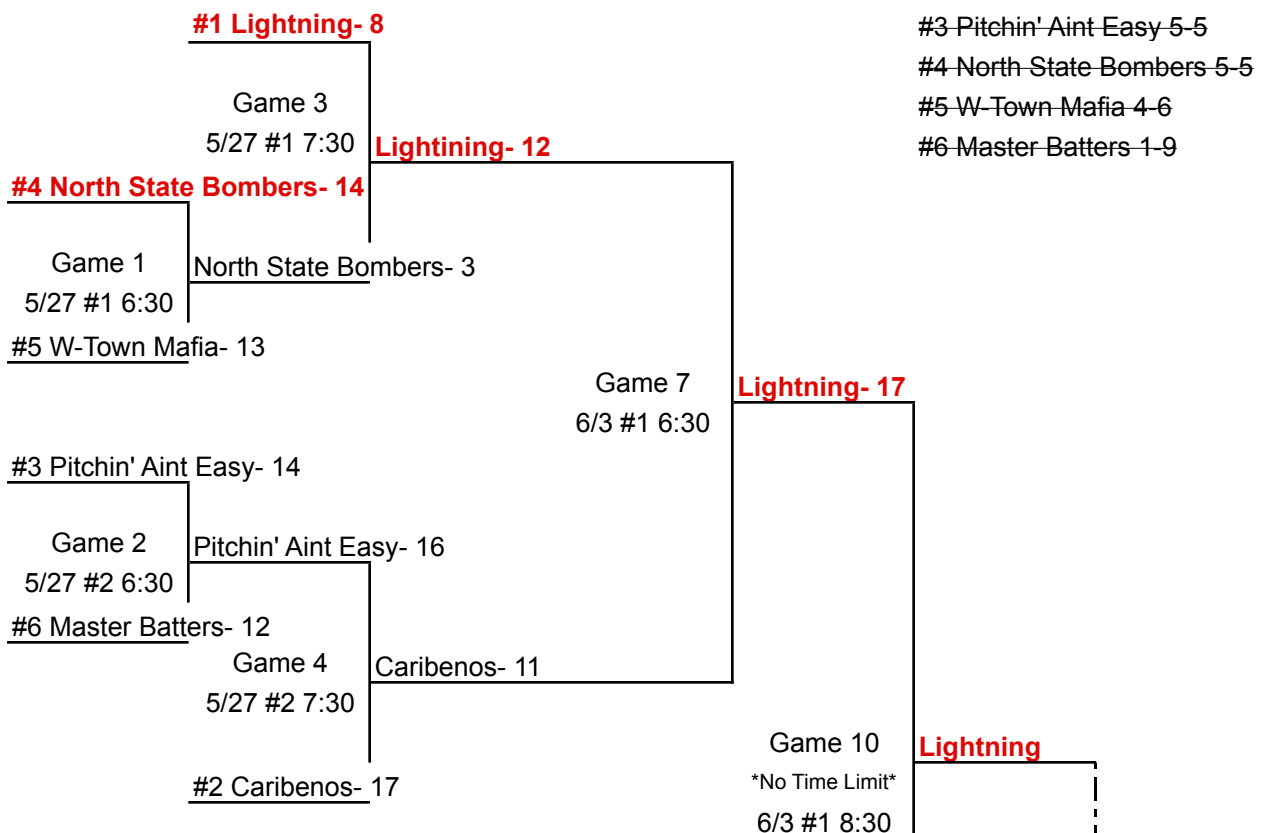 #1 Lightning- 8
#3 Pitchin' Aint Easy 5-5
#4 North State Bombers 5-5
#5 W-Town Mafia 4-6
#6 Master Batters 1-9
Game 3
5/27 #1 7:30
Lightining- 12
#4 North State Bombers- 14
Game 1
5/27 #1 6:30
North State Bombers- 3
#5 W-Town Mafia- 13
Game 7
6/3 #1 6:30
Lightning- 17
#3 Pitchin' Aint Easy- 14
Game 2
5/27 #2 6:30
Pitchin' Aint Easy- 16
#6 Master Batters- 12
Game 4
5/27 #2 7:30
Caribenos- 11
#2 Caribenos- 17
Game 10
*No Time Limit*
6/3 #1 8:30
Lightning